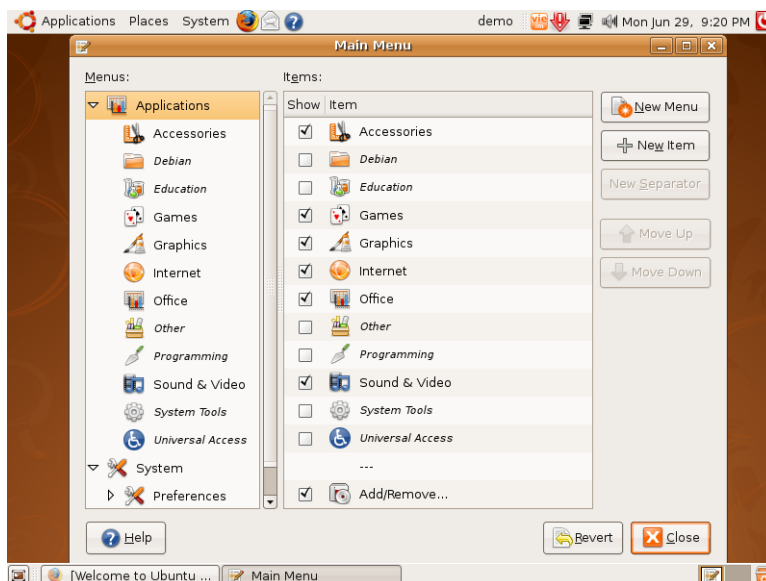 Applications Places System demo vie Mon Jun 29, 9:20 PM
Main Menu
Menus:
Items:
Applications
Accessories
Debian
Education
Games
Graphics
Internet
Office
Other
Programming
Sound & Video
System Tools
Universal Access
System
Preferences
Show Item
Accessories
Debian
Education
Games
Graphics
Internet
Office
Other
Programming
Sound & Video
System Tools
Universal Access
---
Add/Remove...
New Menu
New Item
New Separator
Move Up
Move Down
Help
Revert
Close
[Welcome to Ubuntu ... Main Menu